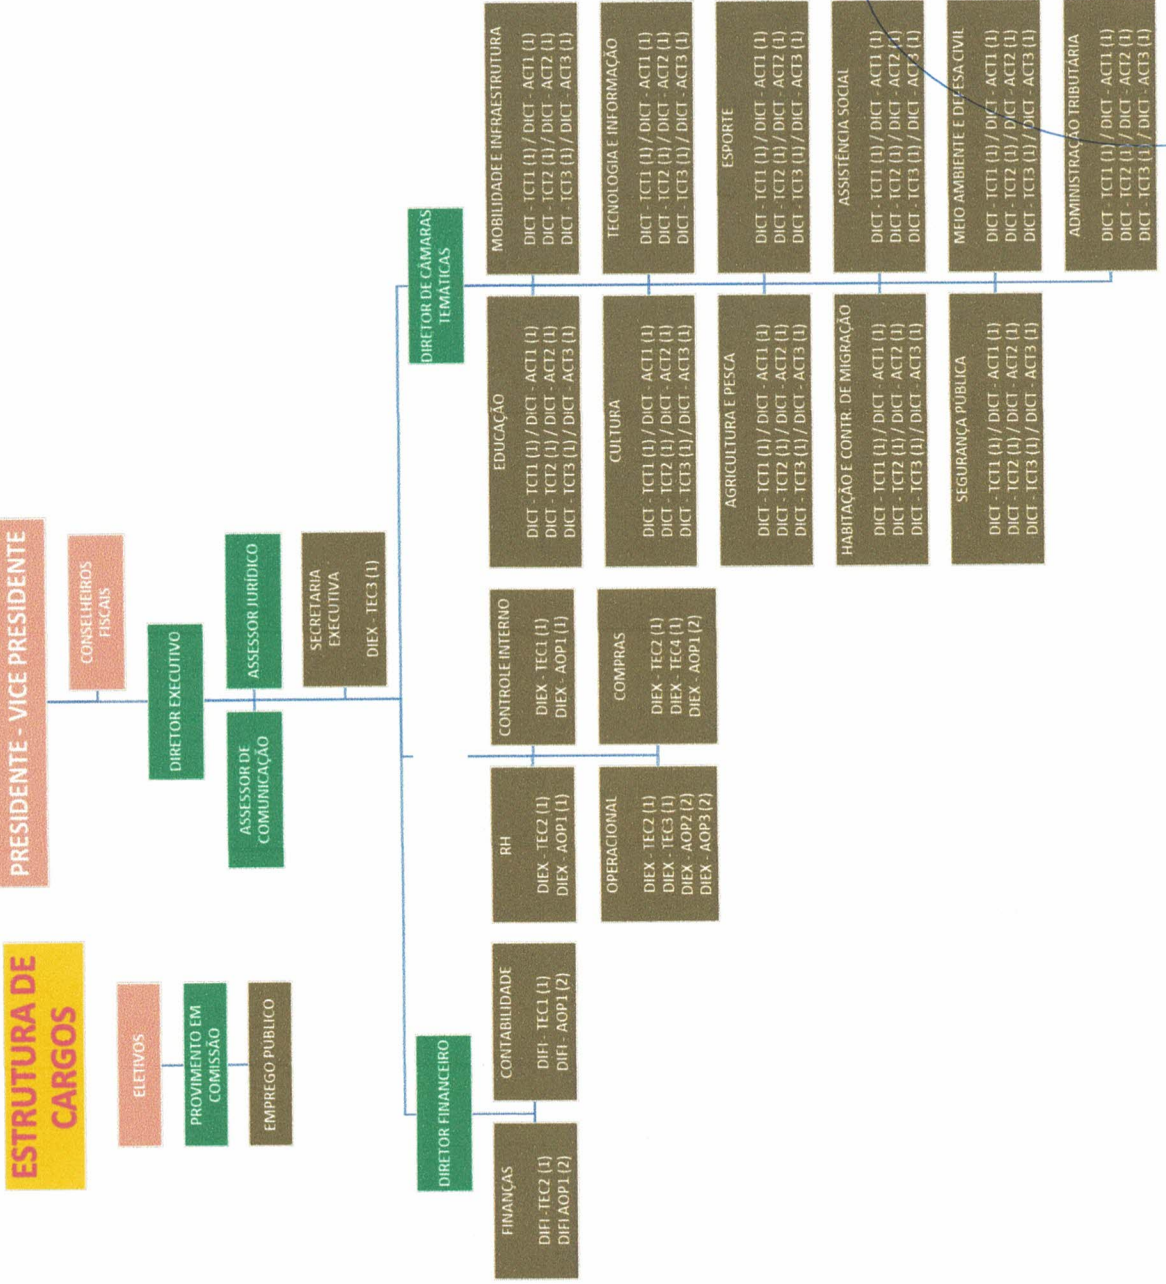 ESTRUTURA DE
CARGOS
ELETIVOS
PROVIMENTO EM
COMISSÃO
EMPREGO PÚBLICO
PRESIDENTE - VICE PRESIDENTE
CONSELHEIROS
FISCAIS
DIRETOR EXECUTIVO
ASSESSOR DE
COMUNICAÇÃO
ASSESSOR JURÍDICO
SECRETARIA
EXECUTIVA
DIEX - TEC3 (1)
DIRETOR FINANCEIRO
FINANÇAS
DIFI -TEC2 (1)
DIFI AOP1 (2)
CONTABILIDADE
DIFI - TEC1 (1)
DIFI - AOP1 (2)
RH
DIEX - TEC2 (1)
DIEX - AOP1 (1)
CONTROLE INTERNO
DIEX - TEC1 (1)
DIEX - AOP1 (1)
OPERACIONAL
DIEX - TEC2 (1)
DIEX - TEC3 (1)
DIEX - AOP2 (2)
DIEX - AOP3 (2)
COMPRAS
DIEX - TEC2 (1)
DIEX - TEC4 (1)
DIEX - AOP1 (2)
DIRETOR DE CÂMARAS
TEMÁTICAS
EDUCAÇÃO
DICT - TCT1 (1) / DICT - ACT1 (1)
DICT - TCT2 (1) / DICT - ACT2 (1)
DICT - TCT3 (1) / DICT - ACT3 (1)
MOBILIDADE E INFRAESTRUTURA
DICT - TCT1 (1) / DICT - ACT1 (1)
DICT - TCT2 (1) / DICT - ACT2 (1)
DICT - TCT3 (1) / DICT - ACT3 (1)
CULTURA
DICT - TCT1 (1) / DICT - ACT1 (1)
DICT - TCT2 (1) / DICT - ACT2 (1)
DICT - TCT3 (1) / DICT - ACT3 (1)
TECNOLOGIA E INFORMAÇÃO
DICT - TCT1 (1) / DICT - ACT1 (1)
DICT - TCT2 (1) / DICT - ACT2 (1)
DICT - TCT3 (1) / DICT - ACT3 (1)
AGRICULTURA E PESCA
DICT - TCT1 (1) / DICT - ACT1 (1)
DICT - TCT2 (1) / DICT - ACT2 (1)
DICT - TCT3 (1) / DICT - ACT3 (1)
ESPORTE
DICT - TCT1 (1) / DICT - ACT1 (1)
DICT - TCT2 (1) / DICT - ACT2 (1)
DICT - TCT3 (1) / DICT - ACT3 (1)
HABITAÇÃO E CONTR. DE MIGRAÇÃO
DICT - TCT1 (1) / DICT - ACT1 (1)
DICT - TCT2 (1) / DICT - ACT2 (1)
DICT - TCT3 (1) / DICT - ACT3 (1)
ASSISTÊNCIA SOCIAL
DICT - TCT1 (1) / DICT - ACT1 (1)
DICT - TCT2 (1) / DICT - ACT2 (1)
DICT - TCT3 (1) / DICT - ACT3 (1)
SEGURANÇA PUBLICA
DICT - TCT1 (1) / DICT - ACT1 (1)
DICT - TCT2 (1) / DICT - ACT2 (1)
DICT - TCT3 (1) / DICT - ACT3 (1)
MEIO AMBIENTE E DEFESA CIVIL
DICT - TCT1 (1) / DICT - ACT1 (1)
DICT - TCT2 (1) / DICT - ACT2 (1)
DICT - TCT3 (1) / DICT - ACT3 (1)
ADMINISTRAÇÃO TRIBUTÁRIA
DICT - TCT1 (1) / DICT - ACT1 (1)
DICT - TCT2 (1) / DICT - ACT2 (1)
DICT - TCT3 (1) / DICT - ACT3 (1)